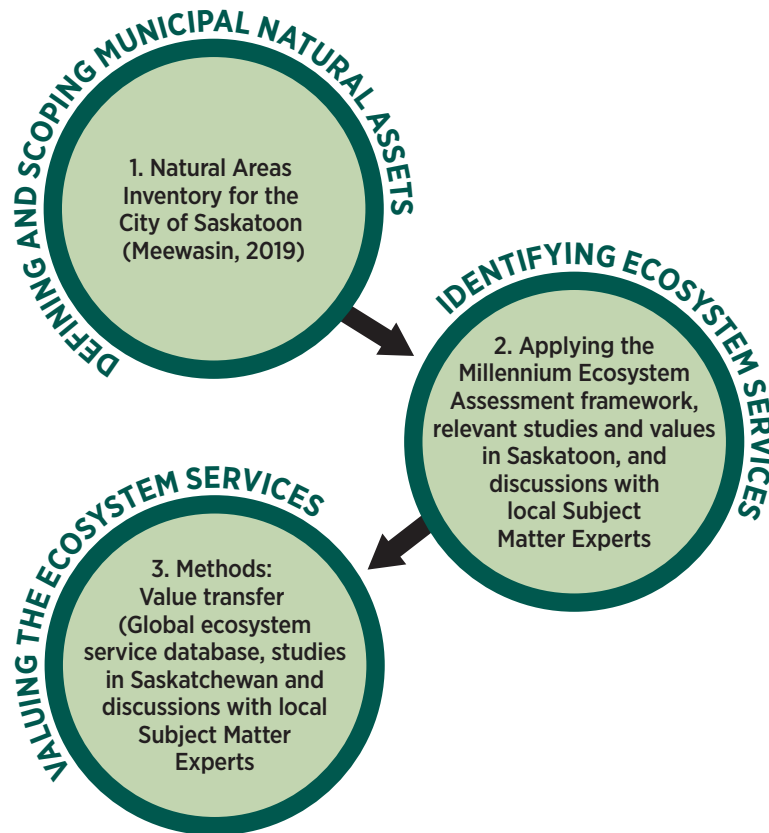 DEFINING AND SCOPING MUNICIPAL NATURAL ASSETS
1. Natural Areas
Inventory for the
City of Saskatoon
(Meewasin, 2019)
IDENTIFYING ECOSYSTEM SERVICES
2. Applying the
Millennium Ecosystem
Assessment framework,
relevant studies and values
in Saskatoon, and
discussions with
local Subject
Matter Experts
VALUING THE ECOSYSTEM SERVICES
3. Methods:
Value transfer
(Global ecosystem
service database, studies
in Saskatchewan and
discussions with local
Subject Matter
Experts